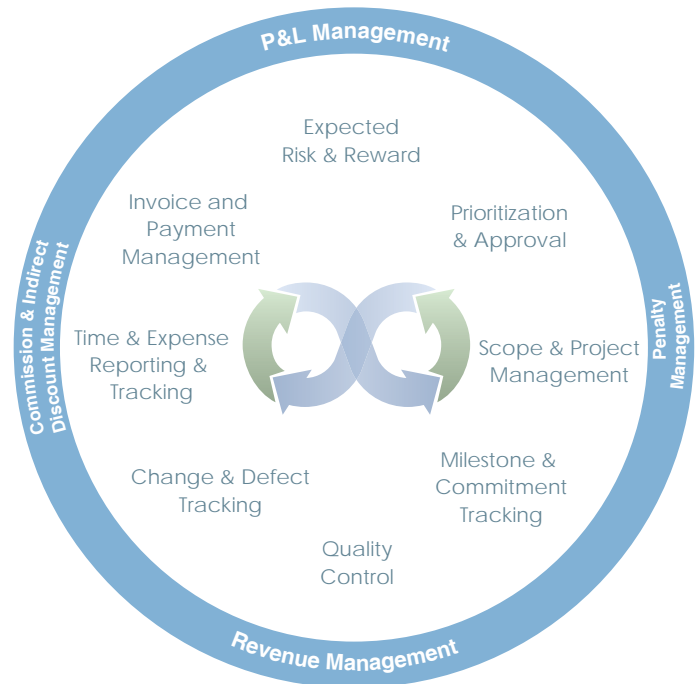 P&L Management
Expected
Risk & Reward
Invoice and
Payment
Management
Prioritization
& Approval
Commission & Indirect
Discount Management
Time & Expense
Reporting &
Tracking
Scope & Project
Management
Penalty
Management
Change & Defect
Tracking
Milestone &
Commitment
Tracking
Quality
Control
Revenue Management